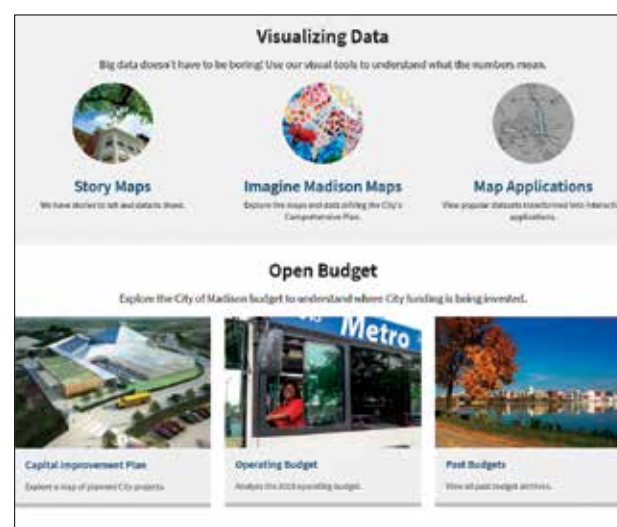 Visualizing Data
Big data doesn't have to be boring! Use our visual tools to understand what the numbers mean.
Story Maps
We have stories to tell and data to share.
Imagine Madison Maps
Explore the maps and data driving the City's
Comprehensive Plan.
Map Applications
View popular datasets transformed into interacti
applications.
Open Budget
Explore the City of Madison budget to understand where City funding is being invested.
Metro
Capital Improvement Plan
Explore a map of planned City projects.
Operating Budget
Analyze the 2018 operating budget.
Past Budgets
View all past budget archives.